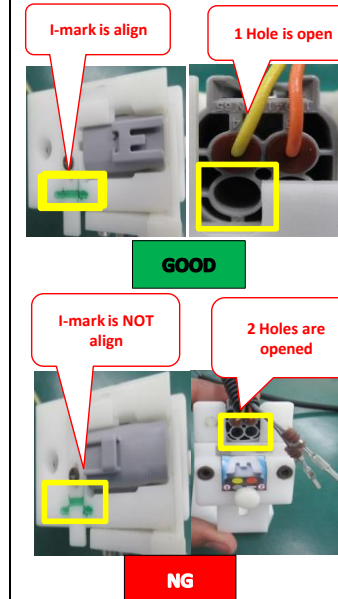 I-mark is align
1 Hole is open
GOOD
I-mark is NOT
align
2 Holes are
opened
NG